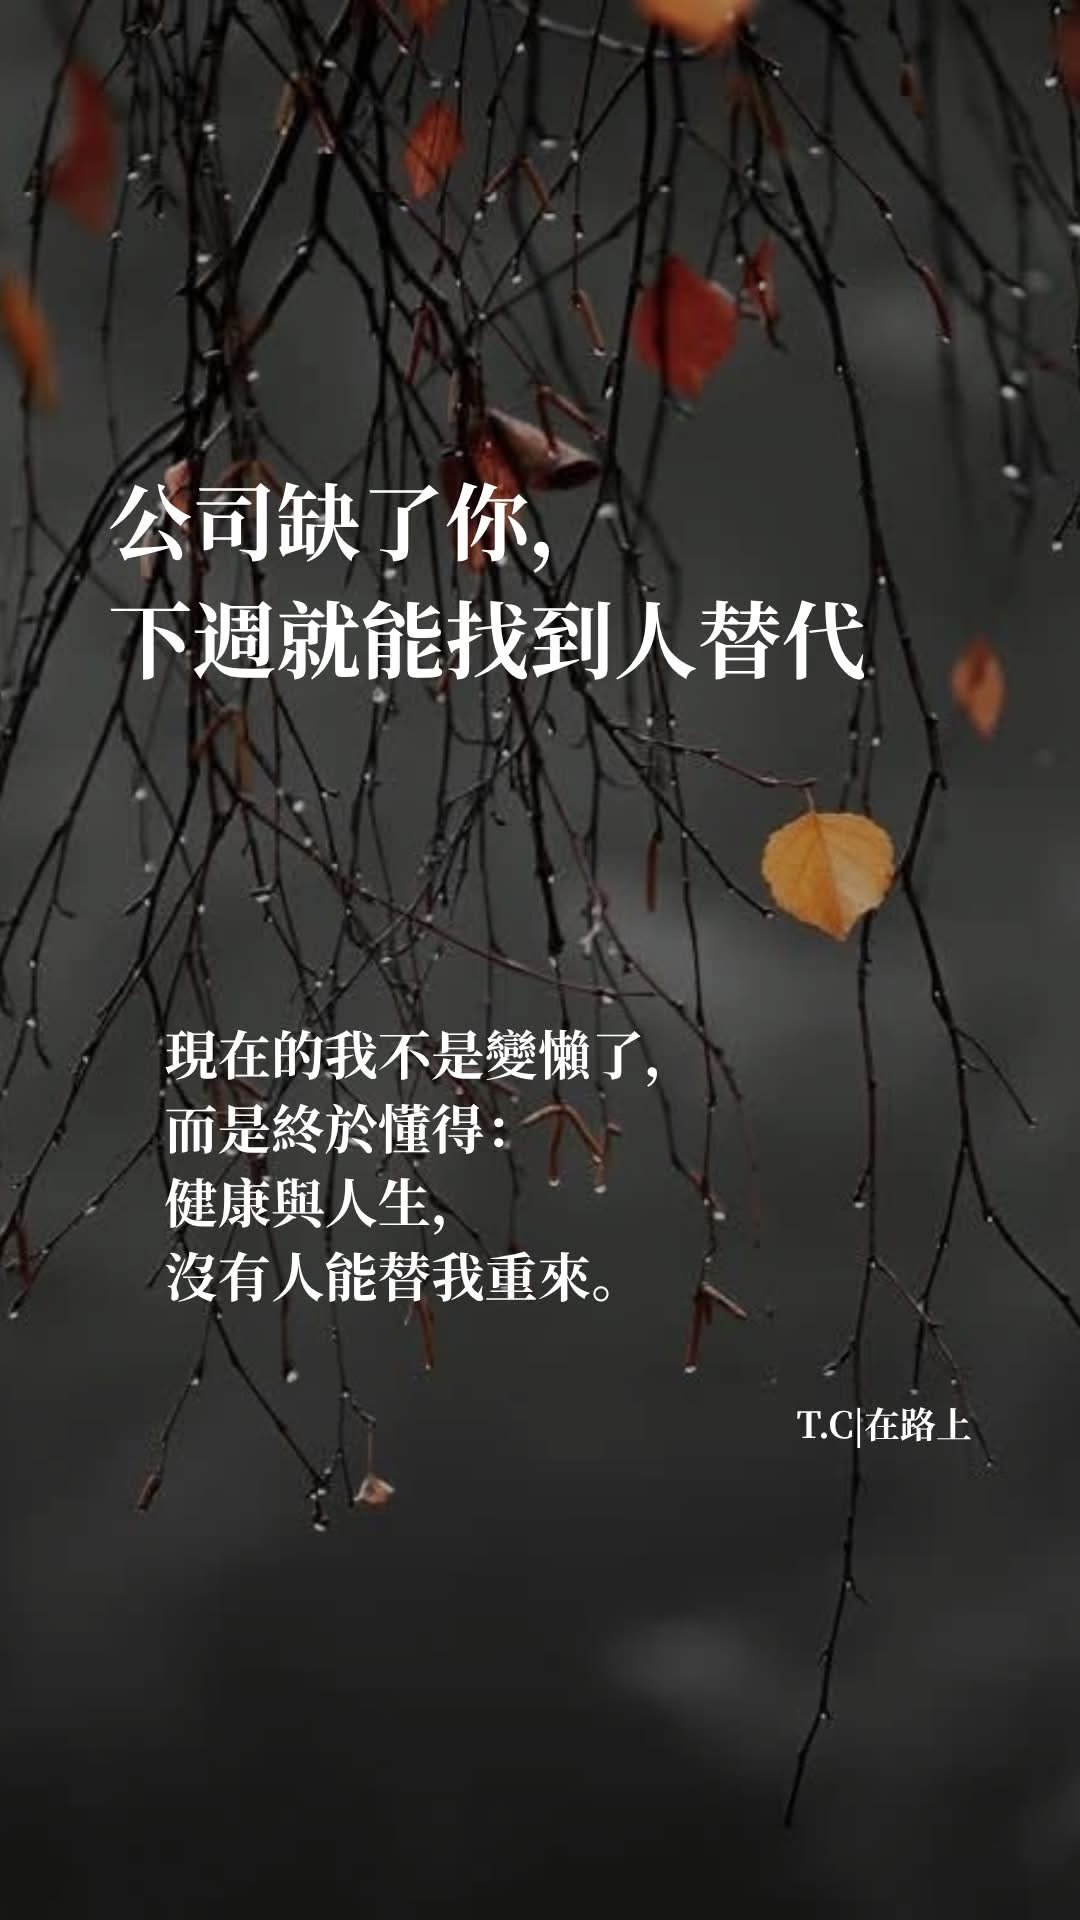 公司缺了你，
下週就能找到人替代
現在的我不是變懶了，
而是終於懂得：
健康與人生，
沒有人能替我重來。
T.C|在路上